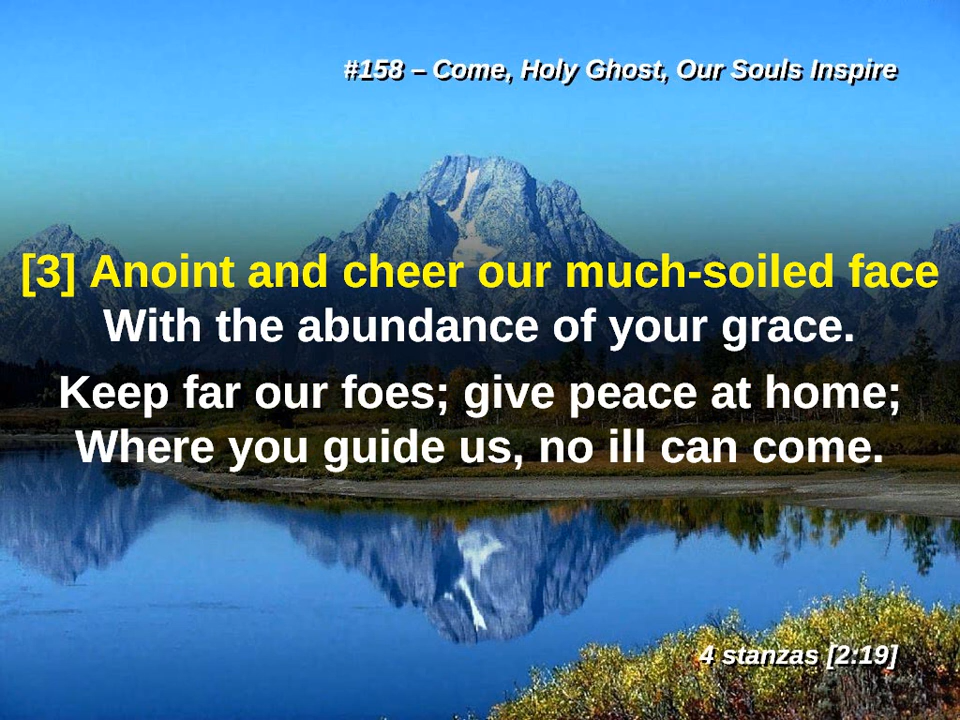 #158 – Come, Holy Ghost, Our Souls Inspire
[3] Anoint and cheer our much-soiled face
With the abundance of your grace.
Keep far our foes; give peace at home;
Where you guide us, no ill can come.
4 stanzas [2:19]